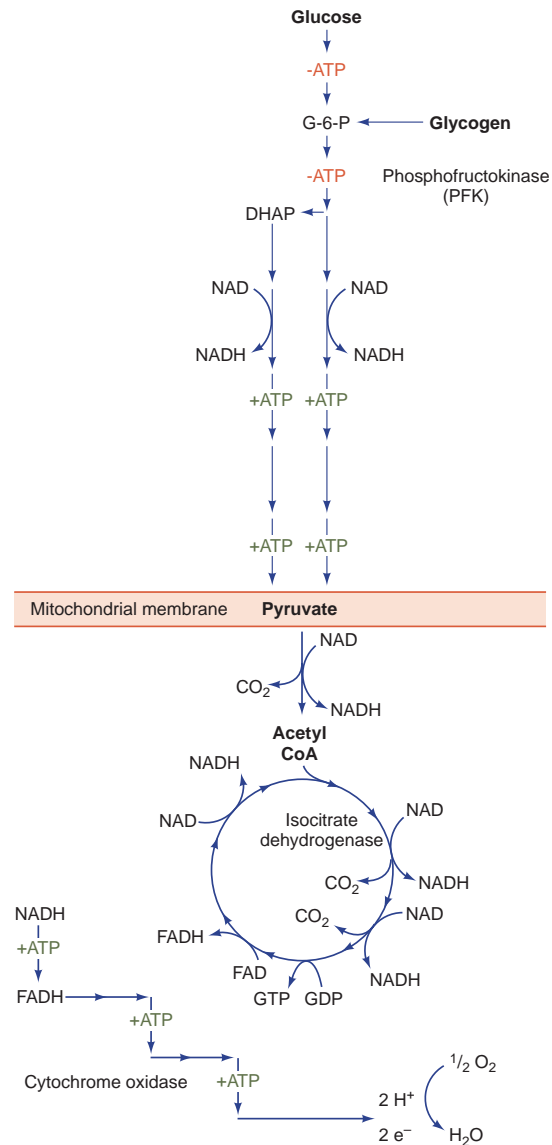 Glucose
-ATP
G-6-P
Glycogen
-ATP
Phosphofructokinase
(PFK)
DHAP
NAD
NAD
NADH
NADH
+ATP
+ATP
+ATP
+ATP
Mitochondrial membrane
Pyruvate
NAD
CO₂
NADH
Acetyl
CoA
NADH
NAD
Isocitrate
dehydrogenase
NAD
CO₂
NADH
CO₂
NAD
NADH
FADH
FAD
GTP
GDP
NADH
+ATP
FADH
+ATP
Cytochrome oxidase
+ATP
½ O₂
2 H⁺
2 e⁻
H₂O